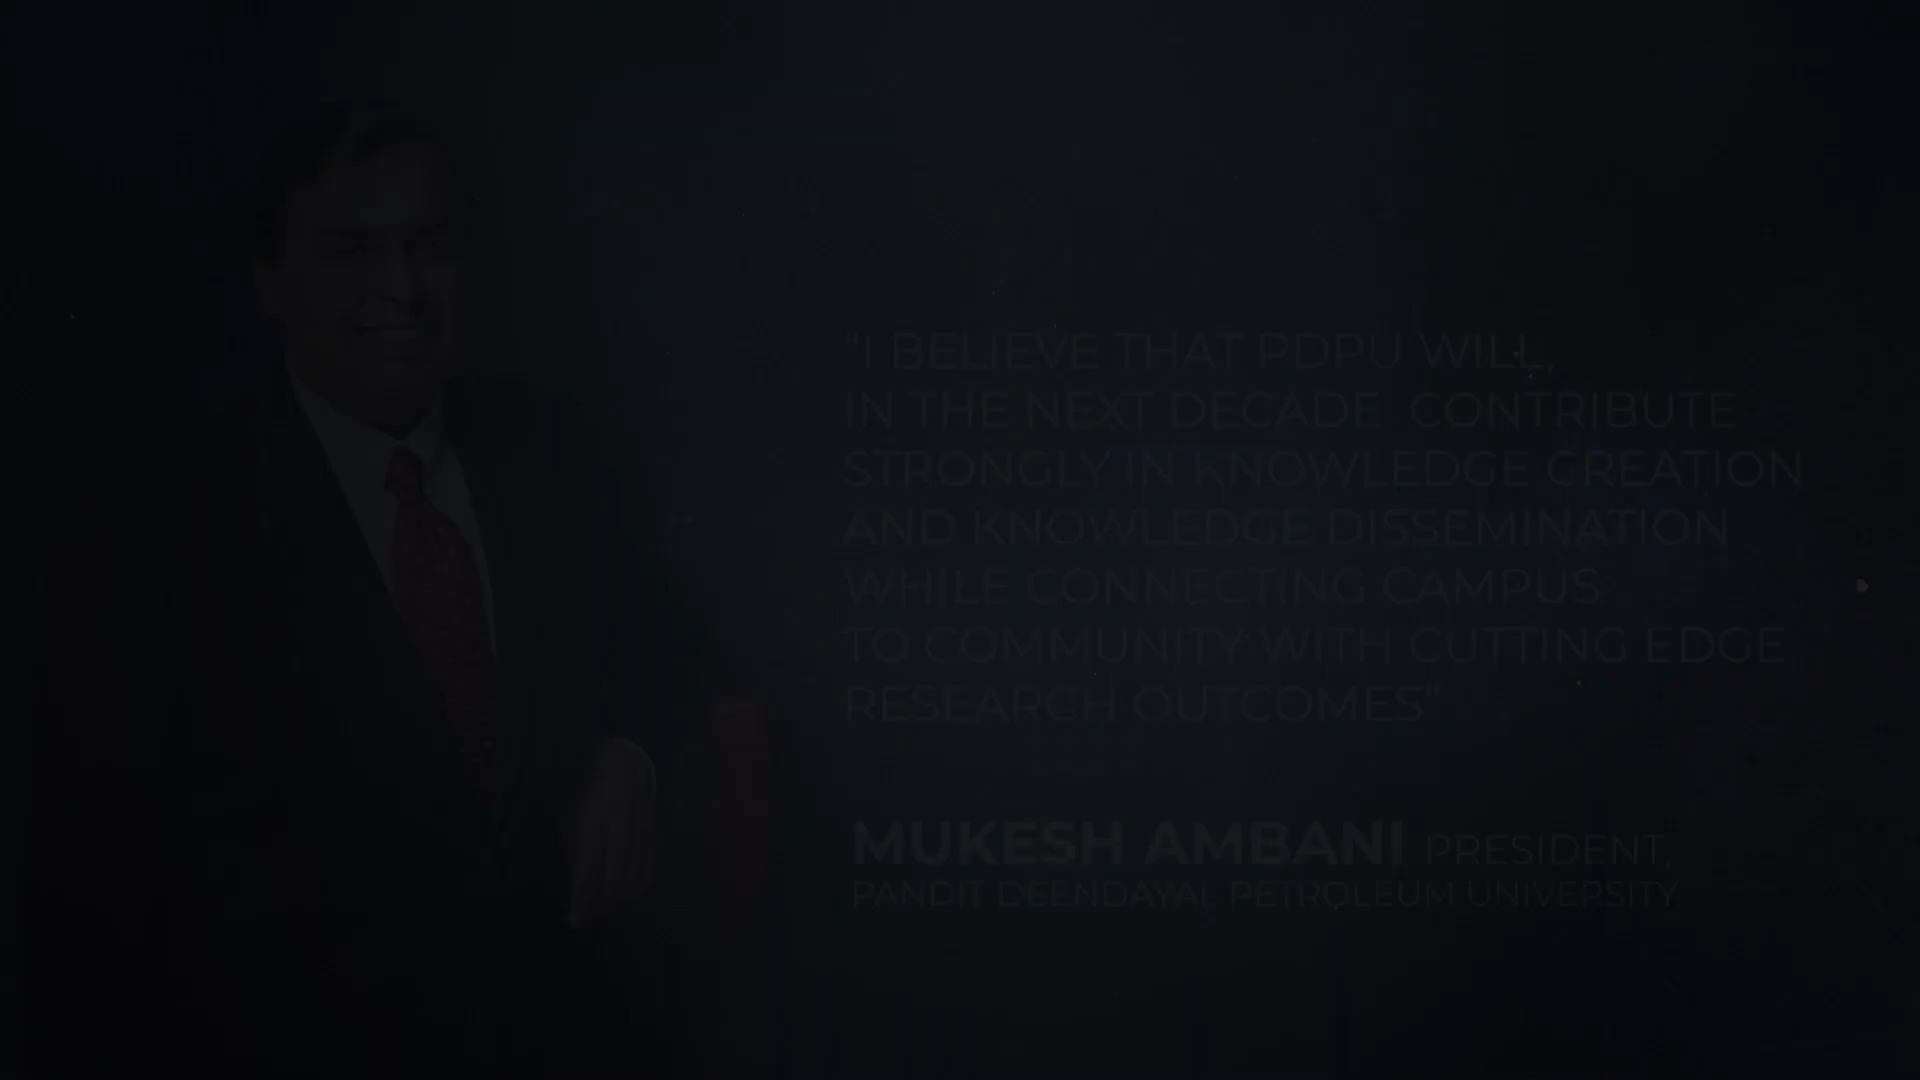 "I BELIEVE THAT PDPU WILL,
IN THE NEXT DECADE CONTRIBUTE
STRONGLY IN KNOWLEDGE CREATION
AND KNOWLEDGE DISSEMINATION
WHILE CONNECTING CAMPUS
TO COMMUNITY WITH CUTTING EDGE
RESEARCH OUTCOMES"
MUKESH AMBANI PRESIDENT,
PANDIT DEENDAYAL PETROLEUM UNIVERSITY